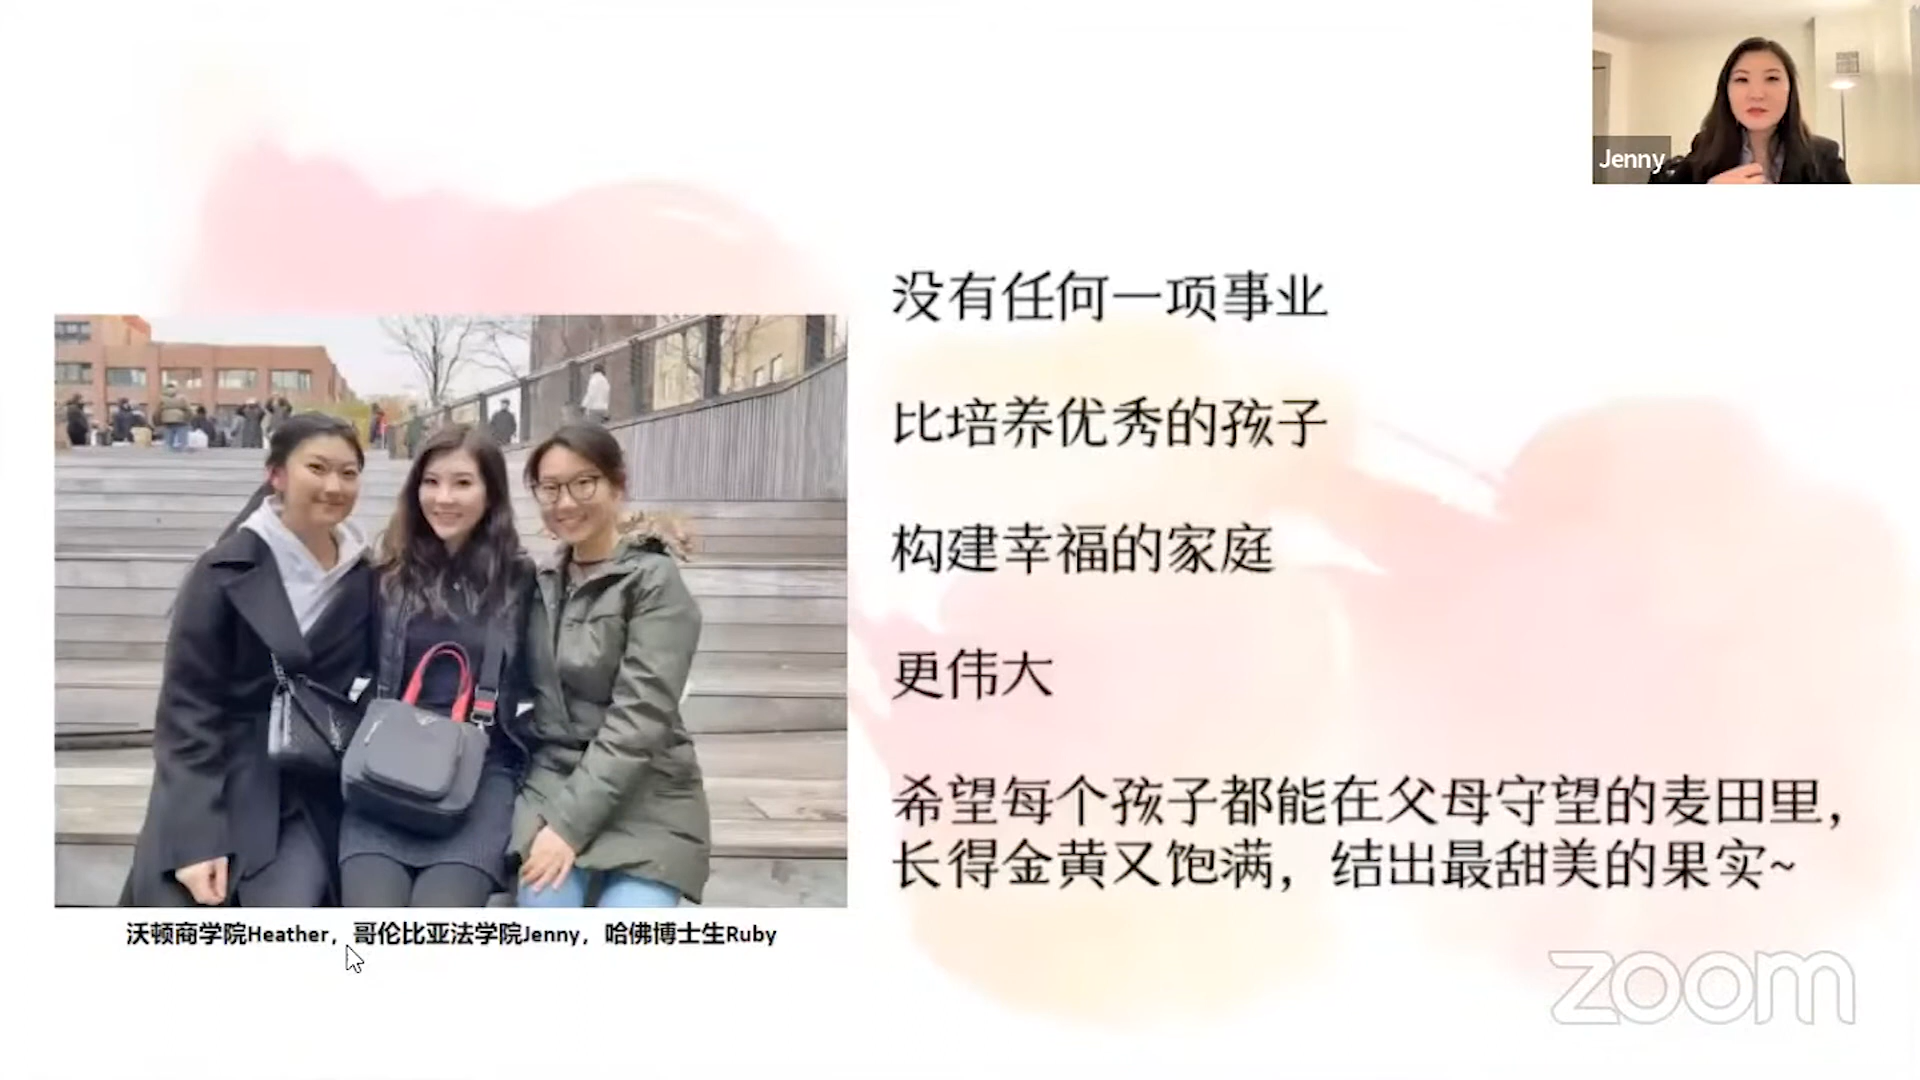 Jenny
没有任何一项事业
比培养优秀的孩子
构建幸福的家庭
更伟大
希望每个孩子都能在父母守望的麦田里，
长得金黄又饱满，结出最甜美的果实~
沃顿商学院Heather，哥伦比亚法学院Jenny，哈佛博士生Ruby
zoom